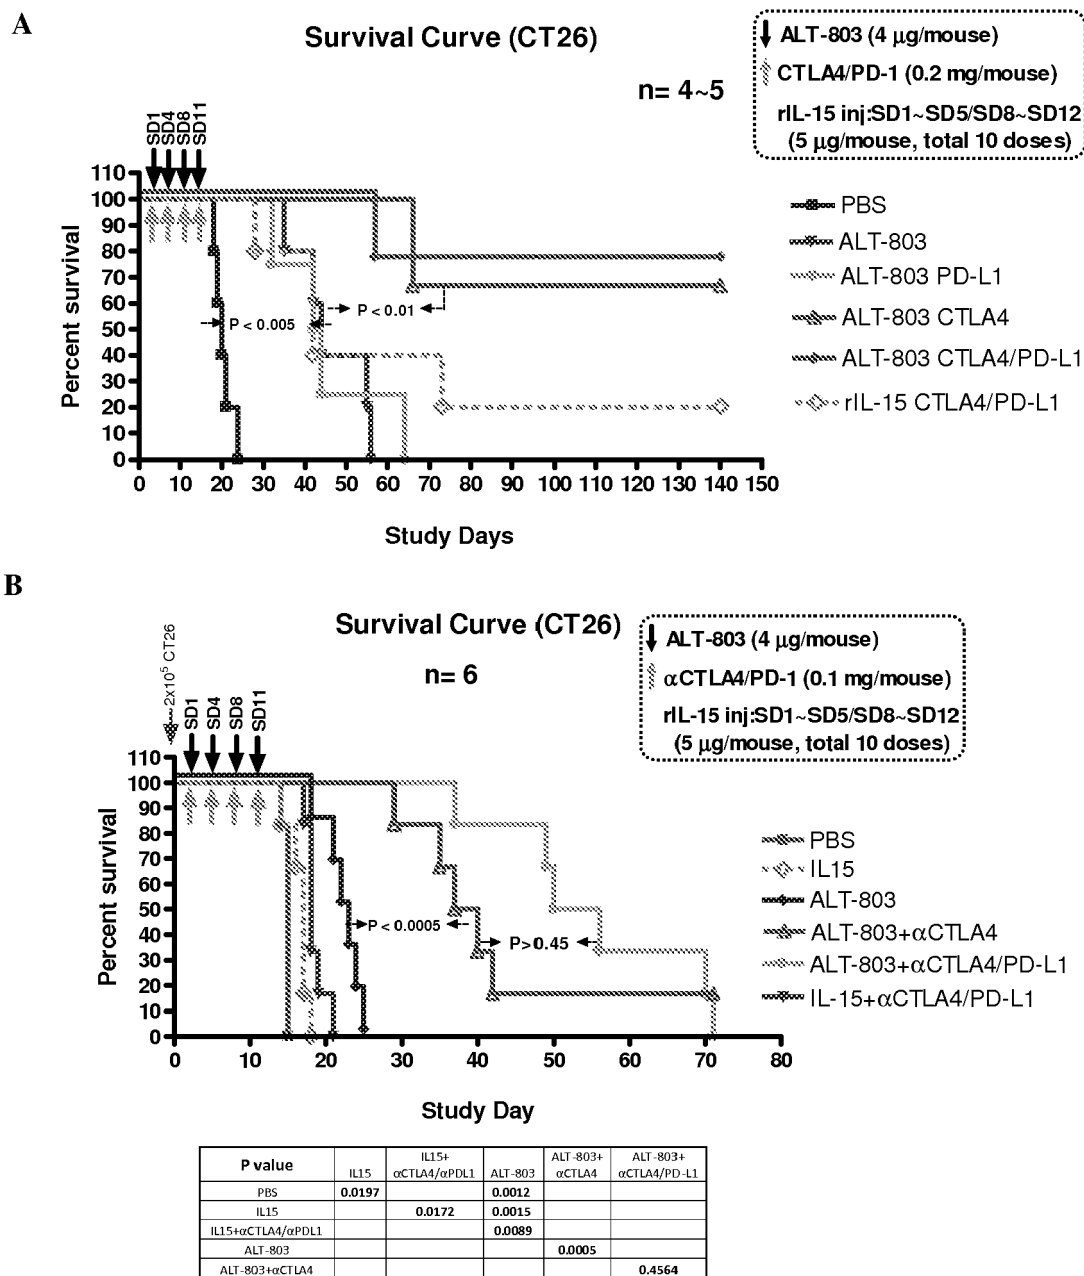 A
Survival Curve (CT26)
n= 4~5
ALT-803 (4 µg/mouse)
CTLA4/PD-1 (0.2 mg/mouse)
rIL-15 inj:SD1~SD5/SD8~SD12
(5 µg/mouse, total 10 doses)
SD1
SD4
SD8
SD11
110
100
90
80
70
60
50
40
30
20
10
0
Percent survival
P < 0.005
P < 0.01
0 10 20 30 40 50 60 70 80 90 100 110 120 130 140 150
Study Days
PBS
ALT-803
ALT-803 PD-L1
ALT-803 CTLA4
ALT-803 CTLA4/PD-L1
rIL-15 CTLA4/PD-L1
B
Survival Curve (CT26)
n= 6
ALT-803 (4 µg/mouse)
αCTLA4/PD-1 (0.1 mg/mouse)
rIL-15 inj:SD1~SD5/SD8~SD12
(5 µg/mouse, total 10 doses)
2x10⁵ CT26
SD1
SD4
SD8
SD11
110
100
90
80
70
60
50
40
30
20
10
0
Percent survival
P < 0.0005
P>0.45
0 10 20 30 40 50 60 70 80
Study Day
PBS
IL15
ALT-803
ALT-803+αCTLA4
ALT-803+αCTLA4/PD-L1
IL-15+αCTLA4/PD-L1
P value IL15 IL15+ αCTLA4/αPDL1 ALT-803 ALT-803+ αCTLA4 ALT-803+ αCTLA4/PD-L1
PBS 0.0197 0.0012
IL15 0.0172 0.0015
IL15+αCTLA4/αPDL1 0.0089
ALT-803 0.0005
ALT-803+αCTLA4 0.4564